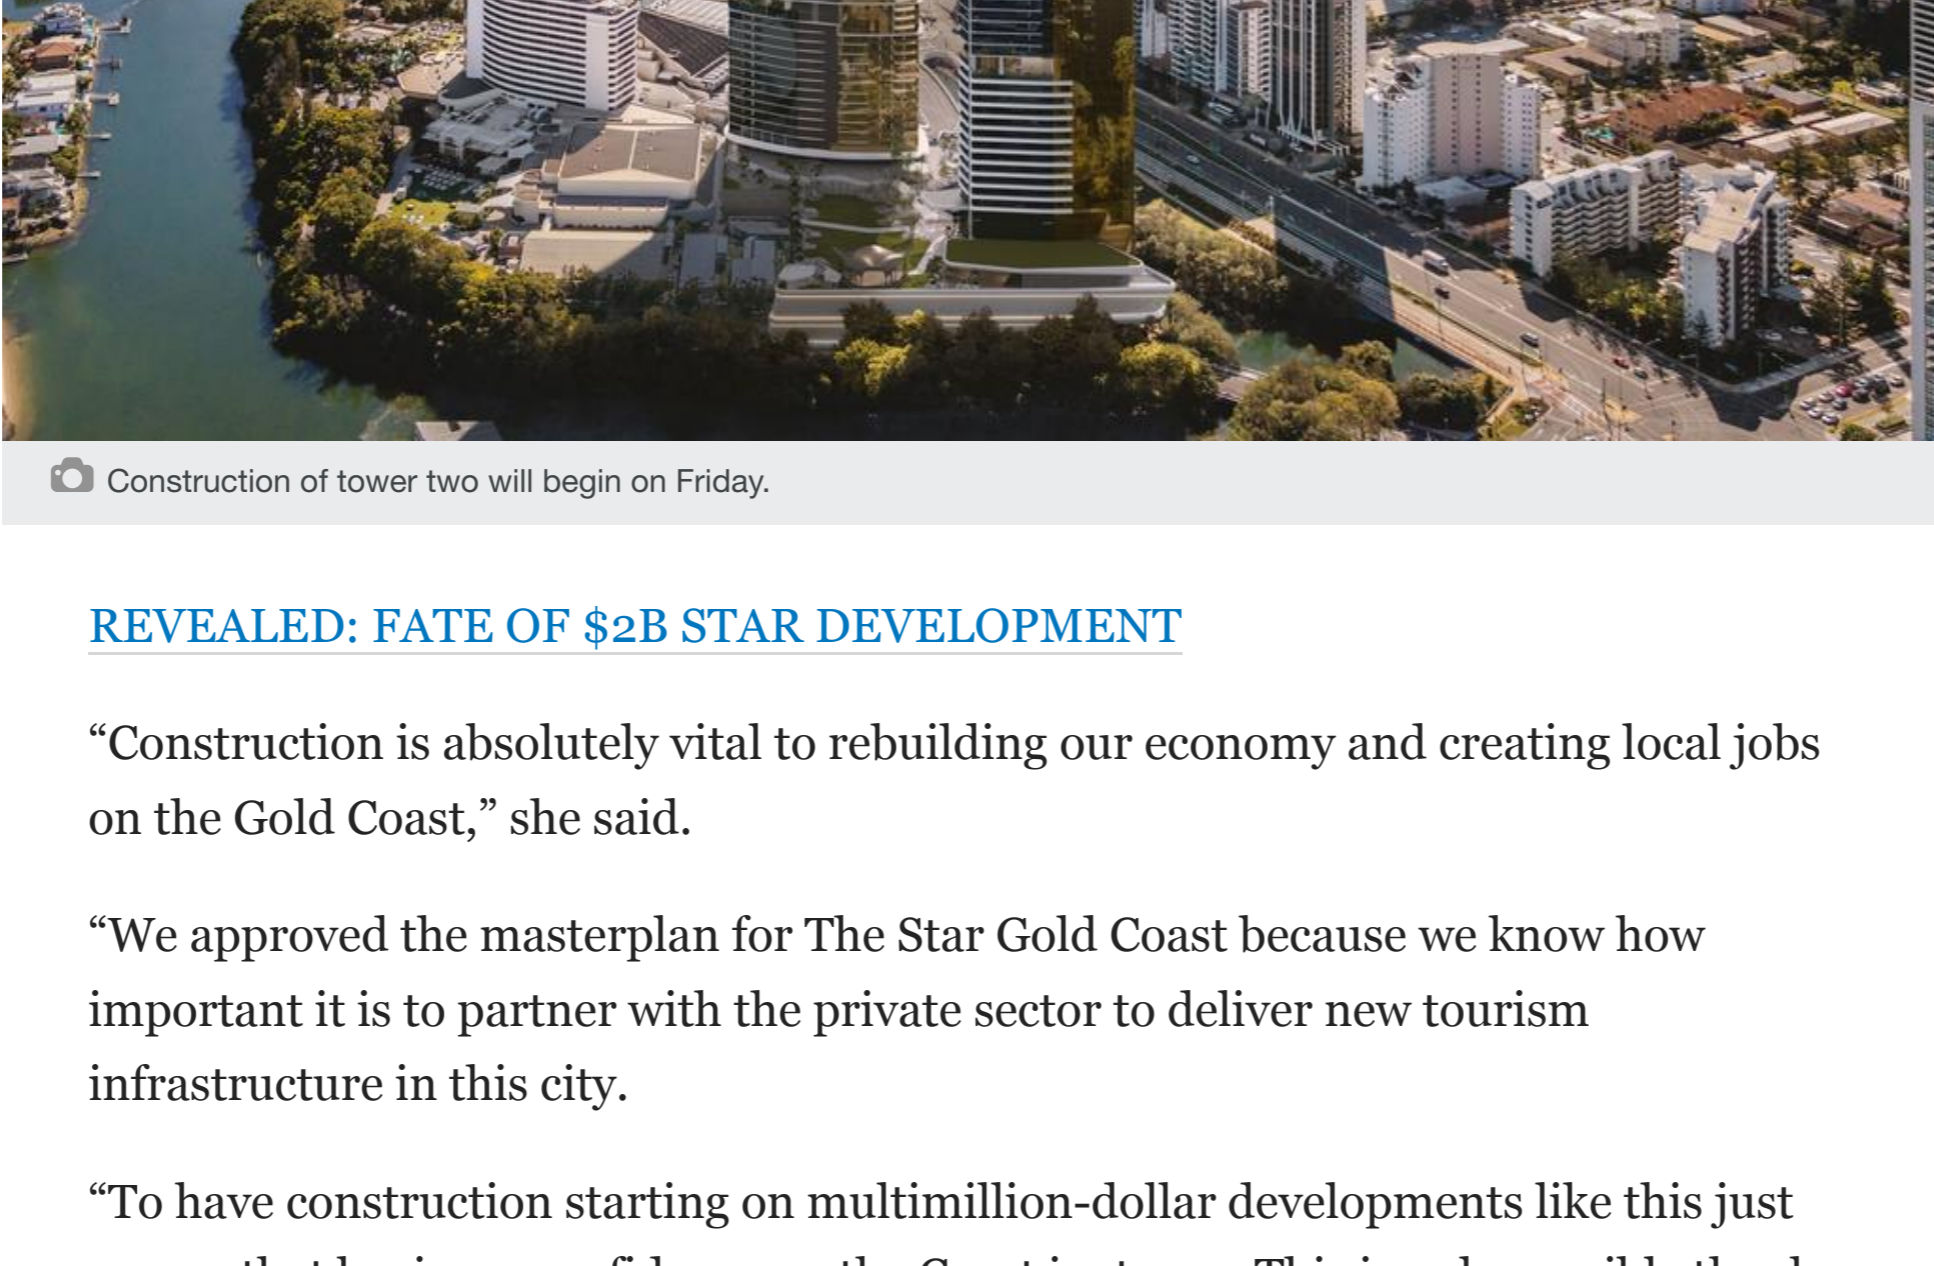 Construction of tower two will begin on Friday.
REVEALED: FATE OF $2B STAR DEVELOPMENT
“Construction is absolutely vital to rebuilding our economy and creating local jobs
on the Gold Coast,” she said.
“We approved the masterplan for The Star Gold Coast because we know how
important it is to partner with the private sector to deliver new tourism
infrastructure in this city.
“To have construction starting on multimillion-dollar developments like this just